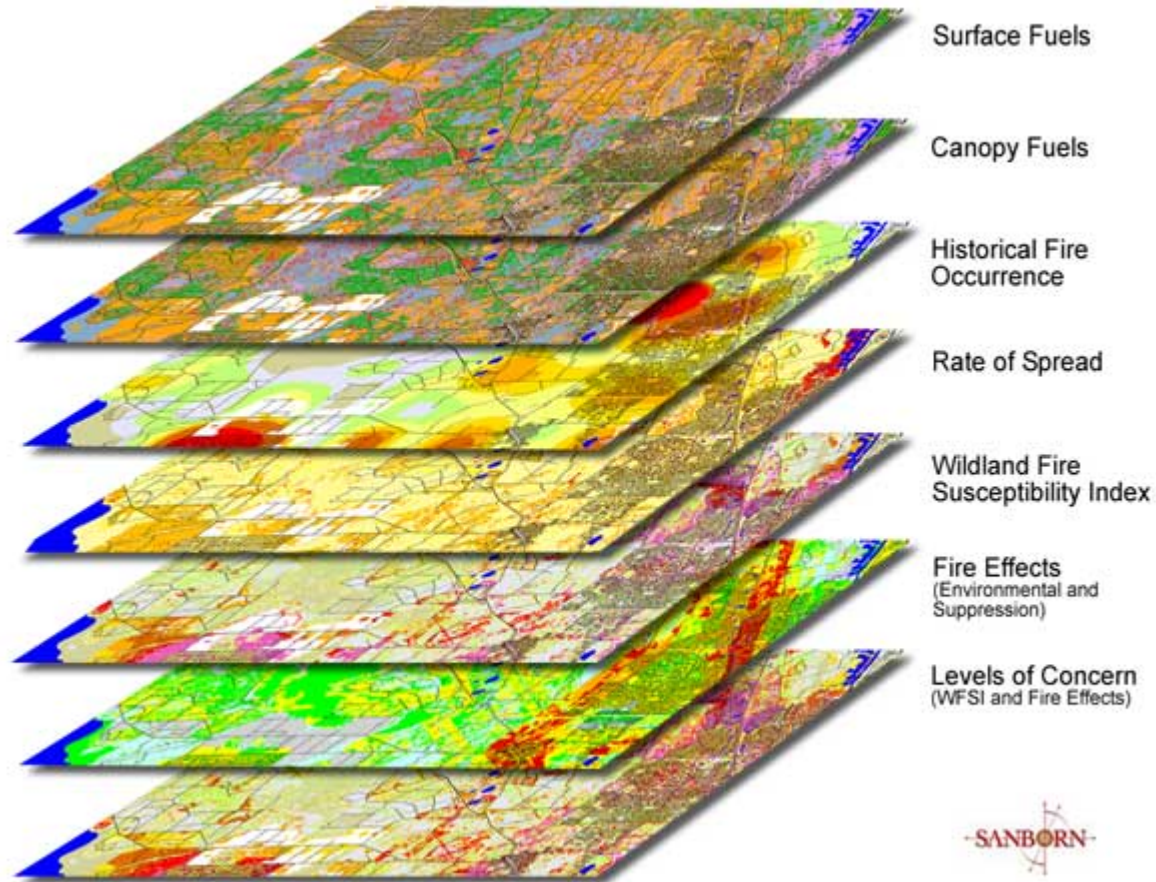 Surface Fuels
Canopy Fuels
Historical Fire
Occurrence
Rate of Spread
Wildland Fire
Susceptibility Index
Fire Effects
(Environmental and
Suppression)
Levels of Concern
(WFSI and Fire Effects)
SANBORN